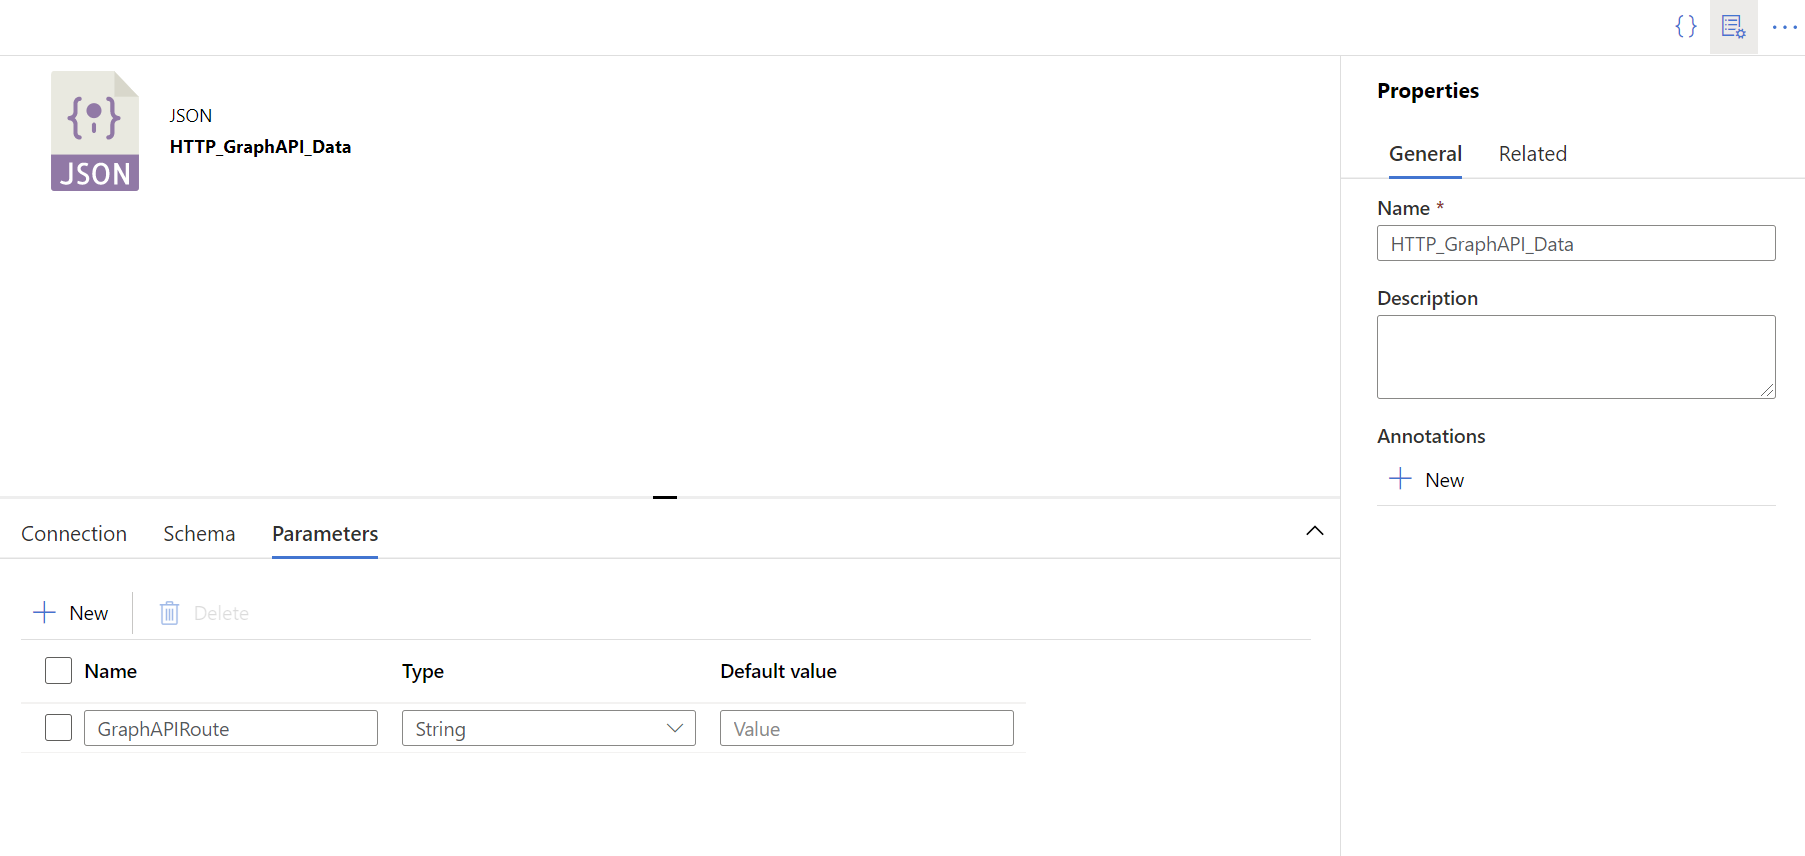 {}
JSON
JSON
HTTP_GraphAPI_Data
Connection Schema Parameters
New Delete
Name Type Default value
GraphAPIRoute String Value
Properties
General Related
Name *
HTTP_GraphAPI_Data
Description
Annotations
New